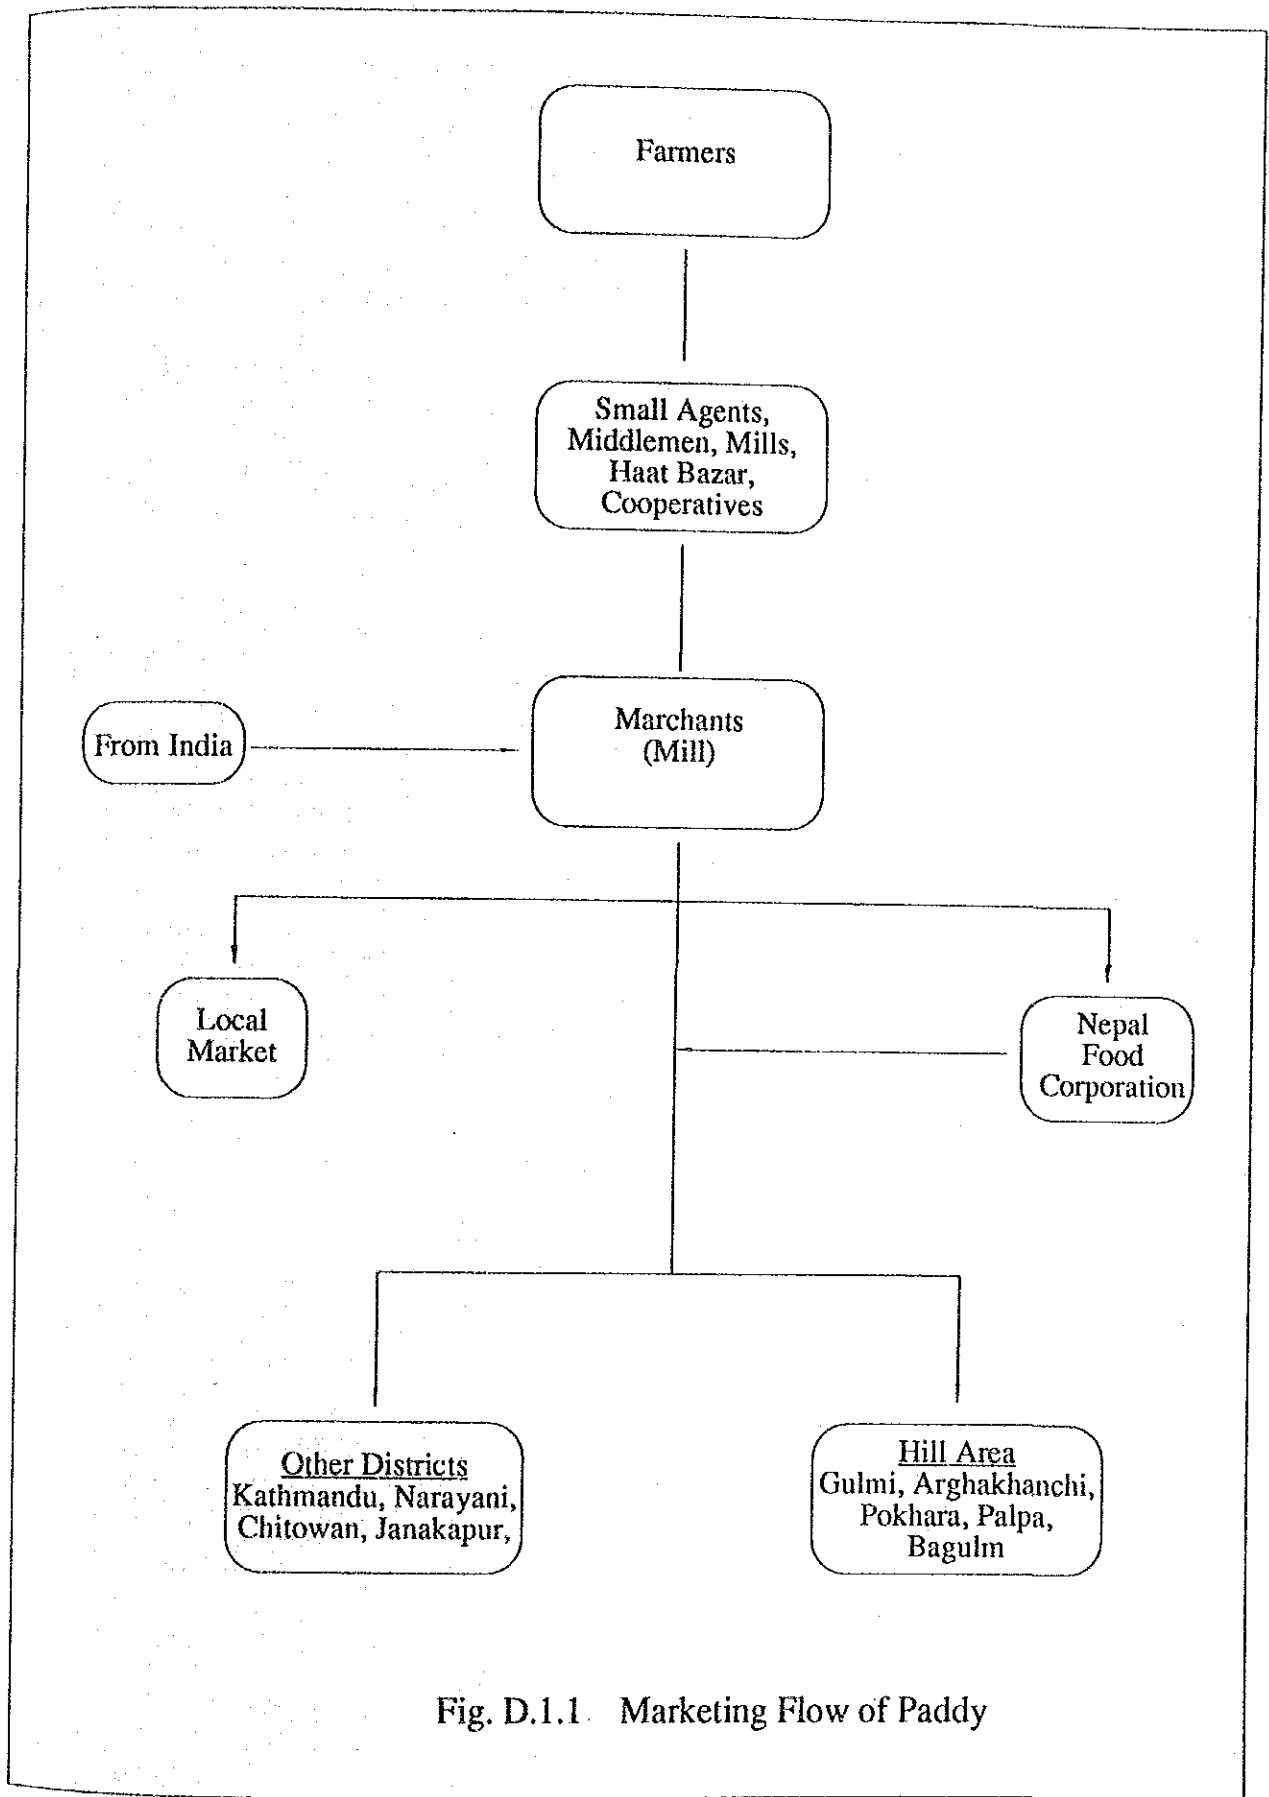 Farmers
Small Agents,
Middlemen, Mills,
Haat Bazar,
Cooperatives
From India
Marchants
(Mill)
Local
Market
Nepal
Food
Corporation
Other Districts
Kathmandu, Narayani,
Chitowan, Janakapur,
Hill Area
Gulmi, Arghakhanchi,
Pokhara, Palpa,
Bagulm
Fig. D.1.1 Marketing Flow of Paddy